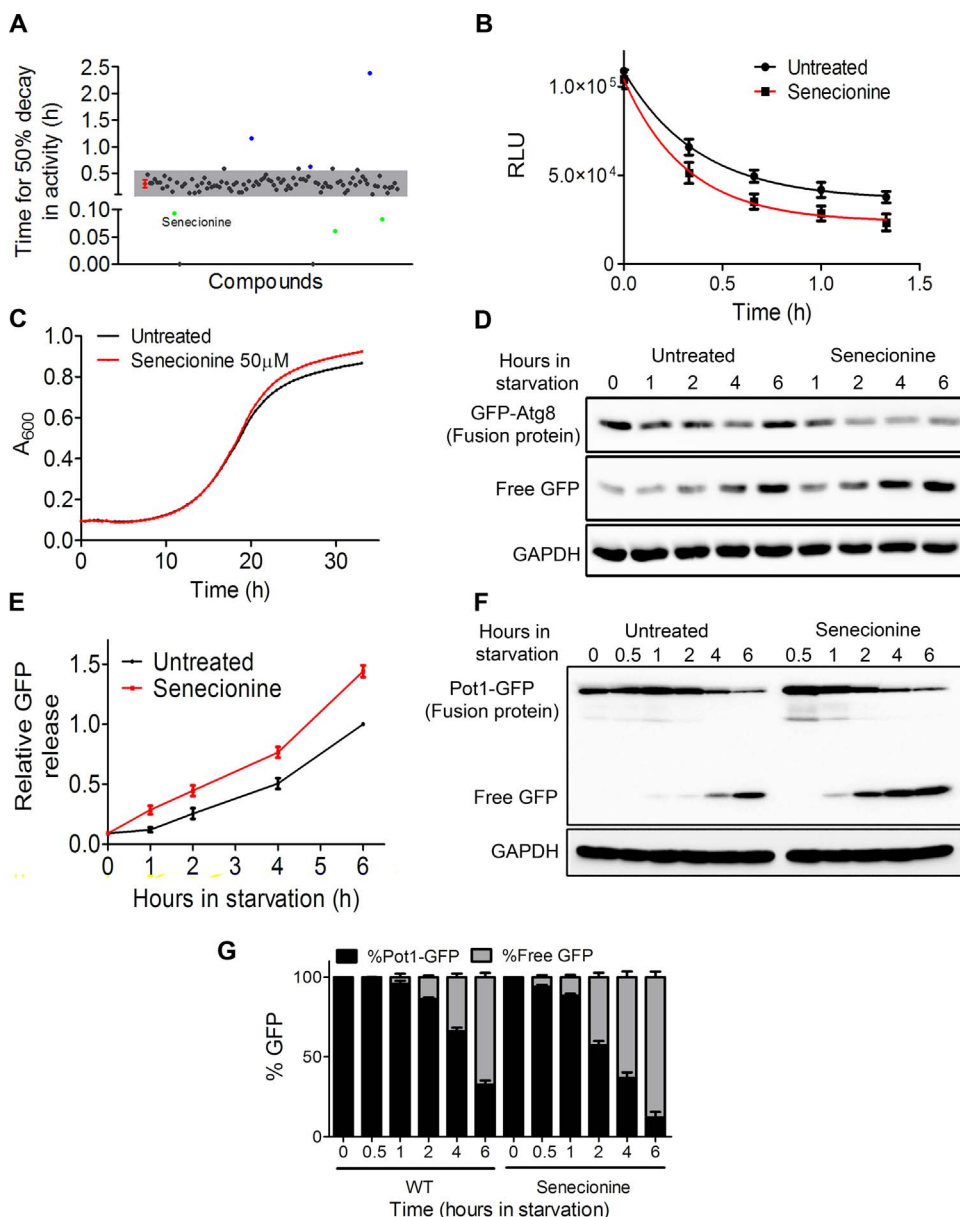 A
Time for 50% decay
in activity (h)
2.5
2.0
1.5
1.0
0.5
0.10
0.05
0.00
Senecionine
Compounds
B
RLU
1.0×10⁵
5.0×10⁴
0
0.0 0.5 1.0 1.5
Time (h)
Untreated
Senecionine
C
A₆₀₀
1.0
0.8
0.6
0.4
0.2
0.0
0 10 20 30
Time (h)
Untreated
Senecionine 50µM
D
Hours in
starvation
Untreated Senecionine
0 1 2 4 6 1 2 4 6
GFP-Atg8
(Fusion protein)
Free GFP
GAPDH
E
Relative GFP
release
1.5
1.0
0.5
0.0
0 1 2 3 4 5 6
Hours in starvation (h)
Untreated
Senecionine
F
Hours in
starvation
Untreated Senecionine
0 0.5 1 2 4 6 0.5 1 2 4 6
Pot1-GFP
(Fusion protein)
Free GFP
GAPDH
G
%Pot1-GFP %Free GFP
% GFP
100
50
0
0 0.5 1 2 4 6 0 0.5 1 2 4 6
WT Senecionine
Time (hours in starvation)